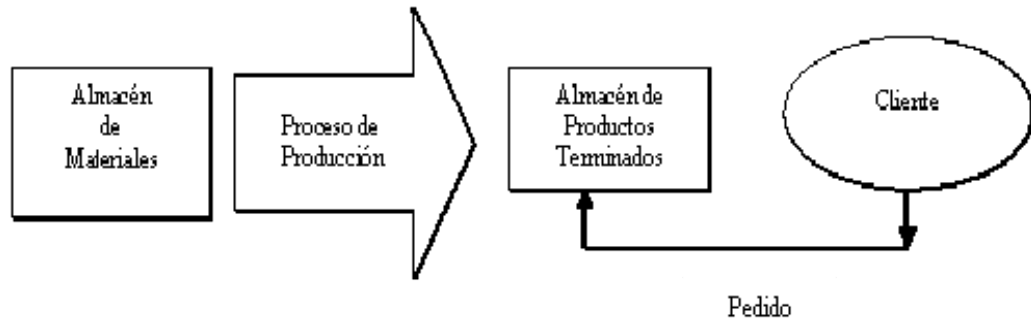 Almacén
de
Materiales
Proceso de
Producción
Almacén de
Productos
Terminados
Cliente
Pedido